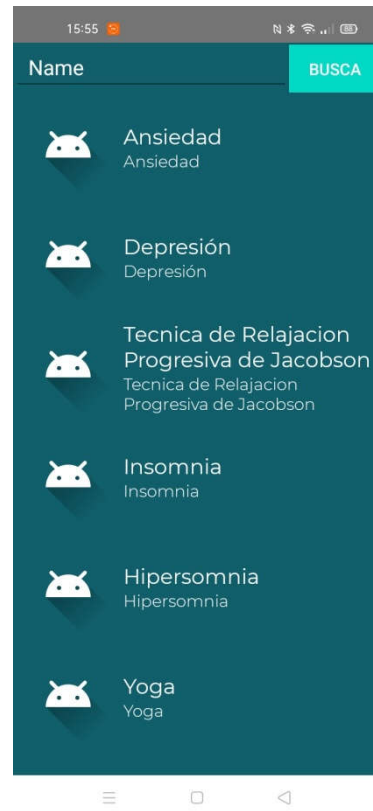 15:55
Name
BUSCA
Ansiedad
Ansiedad
Depresión
Depresión
Tecnica de Relajacion
Progresiva de Jacobson
Tecnica de Relajacion
Progresiva de Jacobson
Insomnia
Insomnia
Hipersomnia
Hipersomnia
Yoga
Yoga